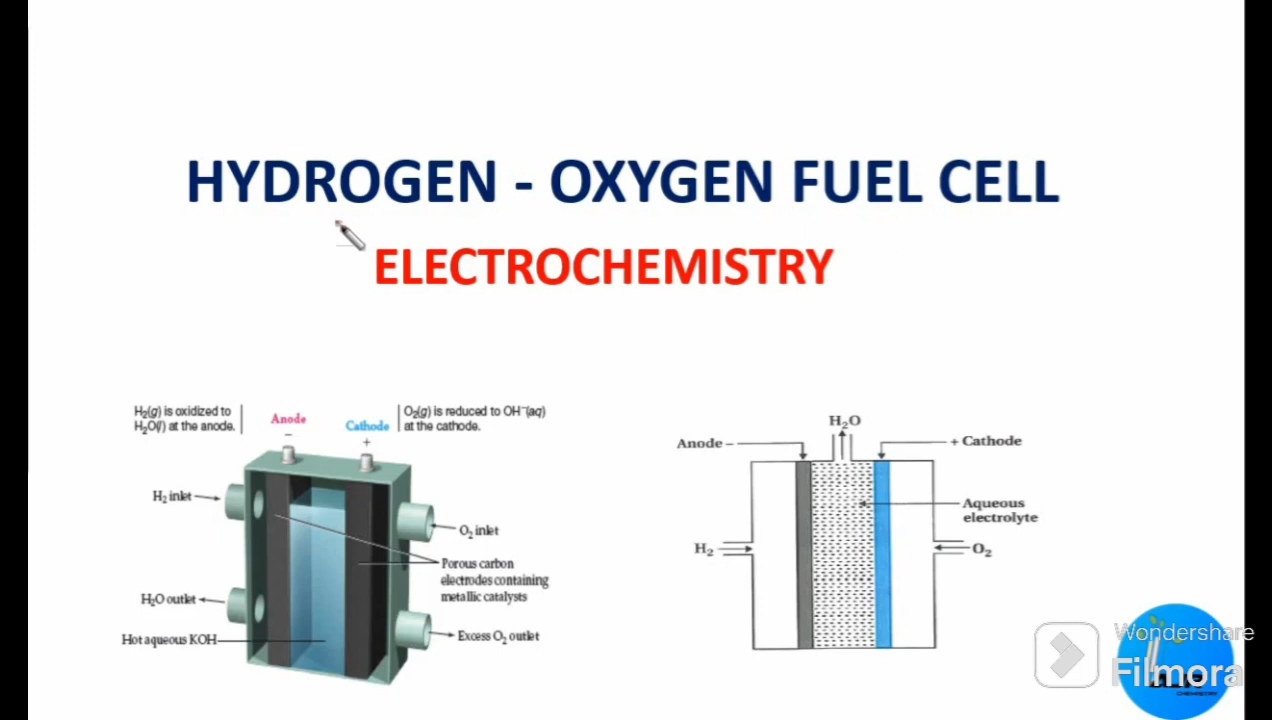 HYDROGEN - OXYGEN FUEL CELL
ELECTROCHEMISTRY
H₂(g) is oxidized to
H₂O(l) at the anode.
Anode
−
Cathode
+
O₂(g) is reduced to OH⁻(aq)
at the cathode.
H₂ inlet
O₂ inlet
Porous carbon
electrodes containing
metallic catalysts
H₂O outlet
Hot aqueous KOH
Excess O₂ outlet
H₂O
Anode –
+ Cathode
Aqueous
electrolyte
H₂
O₂
Wondershare
Filmora
CHEMISTRY